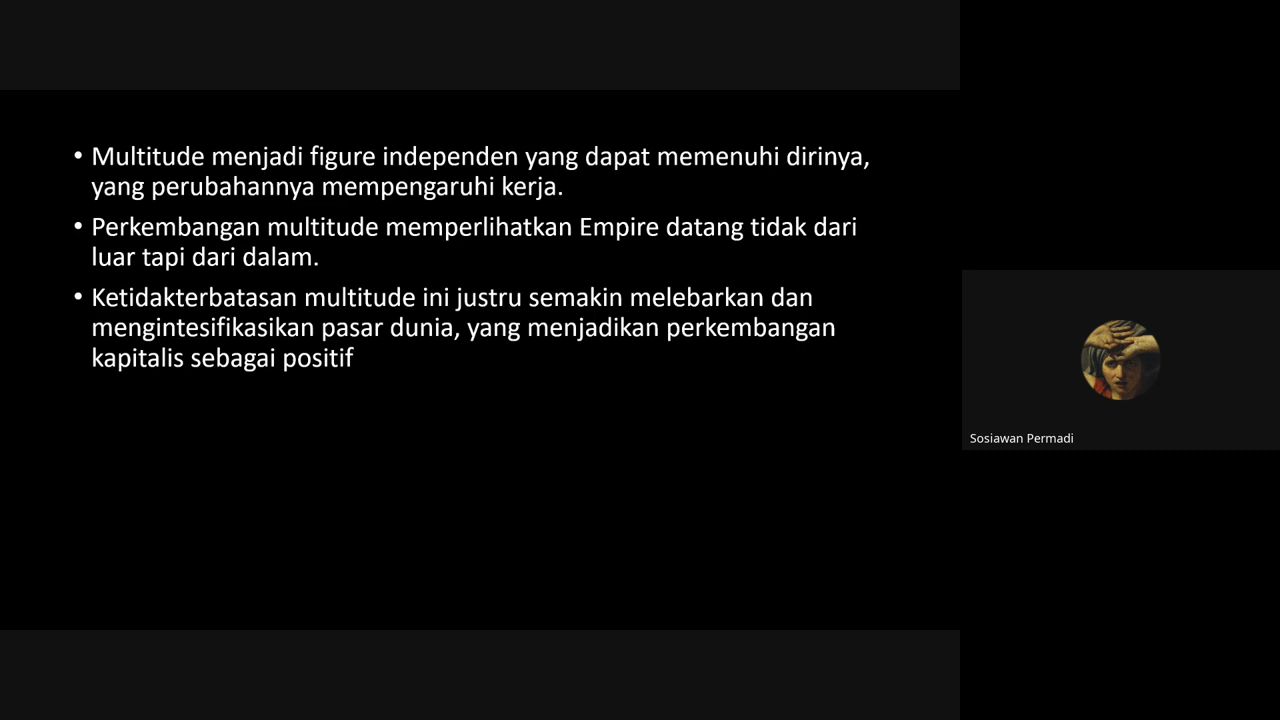 • Multitude menjadi figure independen yang dapat memenuhi dirinya,
yang perubahannya mempengaruhi kerja.
• Perkembangan multitude memperlihatkan Empire datang tidak dari
luar tapi dari dalam.
• Ketidakterbatasan multitude ini justru semakin melebarkan dan
mengintesifikasikan pasar dunia, yang menjadikan perkembangan
kapitalis sebagai positif
Sosiawan Permadi